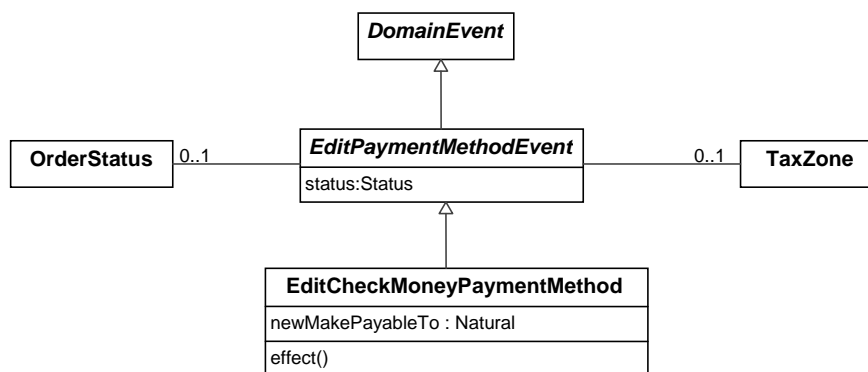 DomainEvent
EditPaymentMethodEvent
OrderStatus 0..1 0..1 TaxZone
status:Status
EditCheckMoneyPaymentMethod
newMakePayableTo : Natural
effect()